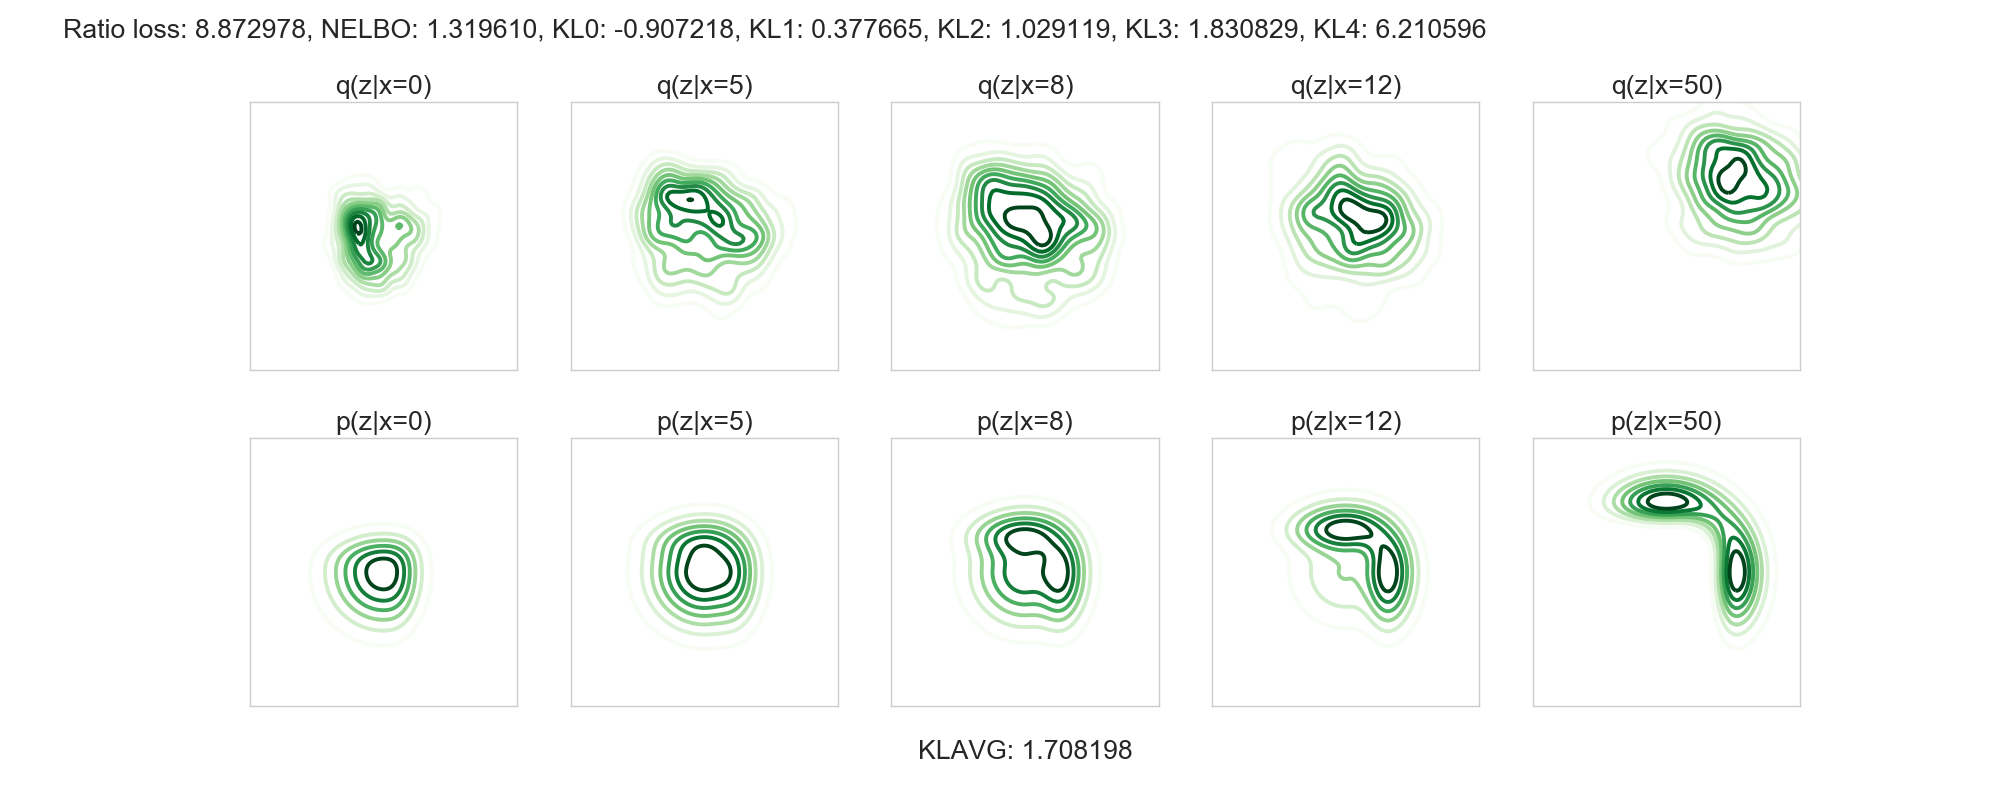 Ratio loss: 8.872978, NELBO: 1.319610, KL0: -0.907218, KL1: 0.377665, KL2: 1.029119, KL3: 1.830829, KL4: 6.210596
q(z|x=0) q(z|x=5) q(z|x=8) q(z|x=12) q(z|x=50)
p(z|x=0) p(z|x=5) p(z|x=8) p(z|x=12) p(z|x=50)
KLAVG: 1.708198